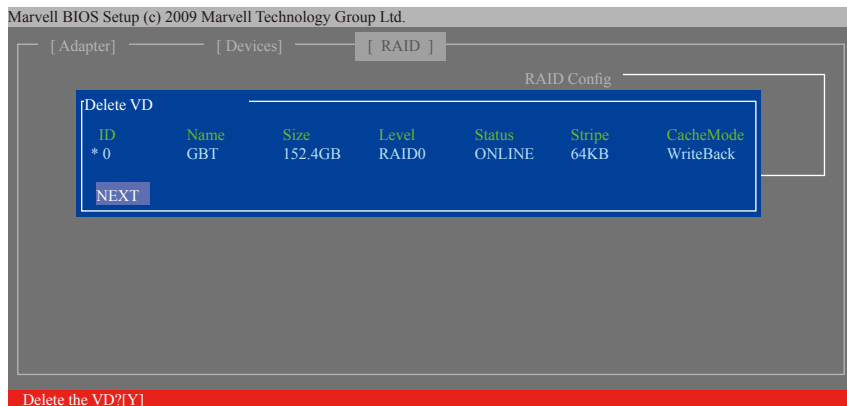 Marvell BIOS Setup (c) 2009 Marvell Technology Group Ltd.
[ Adapter] [ Devices] [ RAID ]
RAID Config
Delete VD
ID Name Size Level Status Stripe CacheMode
* 0 GBT 152.4GB RAID0 ONLINE 64KB WriteBack
NEXT
Delete the VD?[Y]